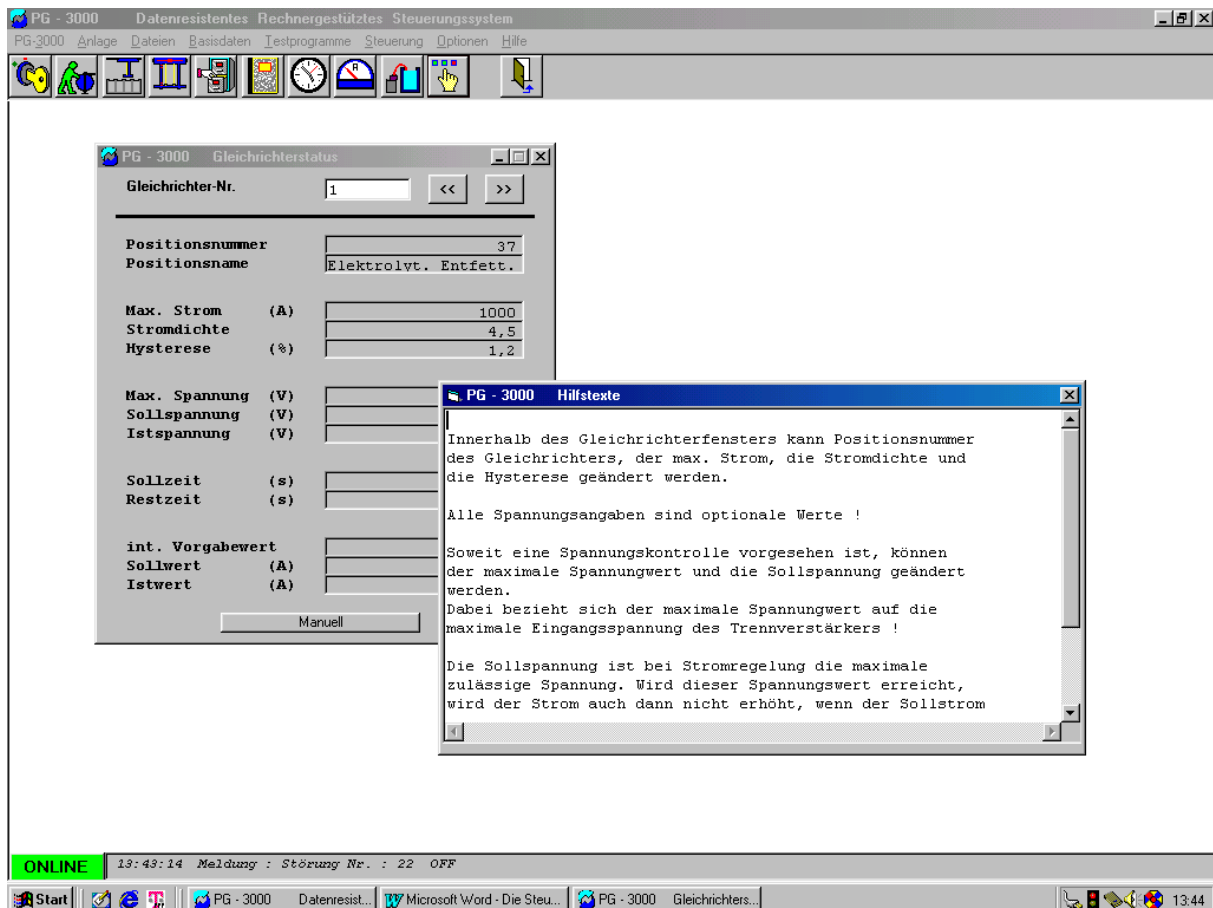 PG - 3000 Datenresistentes Rechnergestütztes Steuerungssystem
PG-3000 Anlage Dateien Basisdaten Testprogramme Steuerung Optionen Hilfe
PG - 3000 Gleichrichterstatus
Gleichrichter-Nr. 1 << >>
Positionsnummer 37
Positionsname Elektrolyt. Entfett.
Max. Strom (A) 1000
Stromdichte 4,5
Hysterese (%) 1,2
Max. Spannung (V)
Sollspannung (V)
Istspannung (V)
Sollzeit (s)
Restzeit (s)
int. Vorgabewert
Sollwert (A)
Istwert (A)
Manuell
PG - 3000 Hilfstexte
Innerhalb des Gleichrichterfensters kann Positionsnummer
des Gleichrichters, der max. Strom, die Stromdichte und
die Hysterese geändert werden.
Alle Spannungsangaben sind optionale Werte !
Soweit eine Spannungskontrolle vorgesehen ist, können
der maximale Spannungwert und die Sollspannung geändert
werden.
Dabei bezieht sich der maximale Spannungwert auf die
maximale Eingangsspannung des Trennverstärkers !
Die Sollspannung ist bei Stromregelung die maximale
zulässige Spannung. Wird dieser Spannungswert erreicht,
wird der Strom auch dann nicht erhöht, wenn der Sollstrom
ONLINE 13:43:14 Meldung : Störung Nr. : 22 OFF
Start PG - 3000 Datenresist... Microsoft Word - Die Steu... PG - 3000 Gleichrichters... 13:44